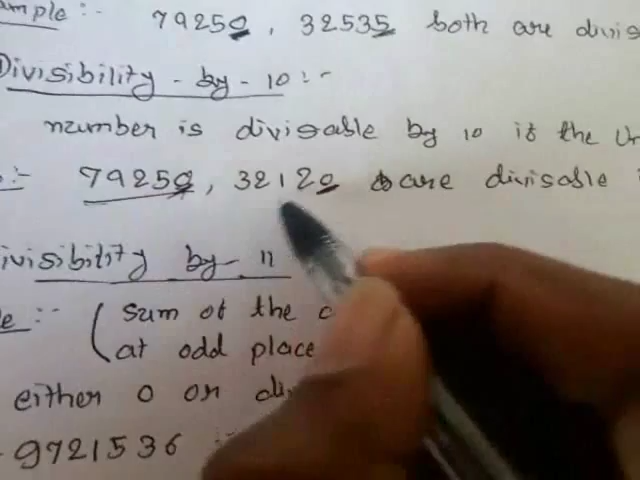 ample :- 79250, 32535 both are divis
Divisibility - by - 10 :-
number is divisable by 10 if the Un
:- 79250, 32120 are divisable
ivisibility by - 11
e :- (sum of the
at odd place
either 0 or di
9721536